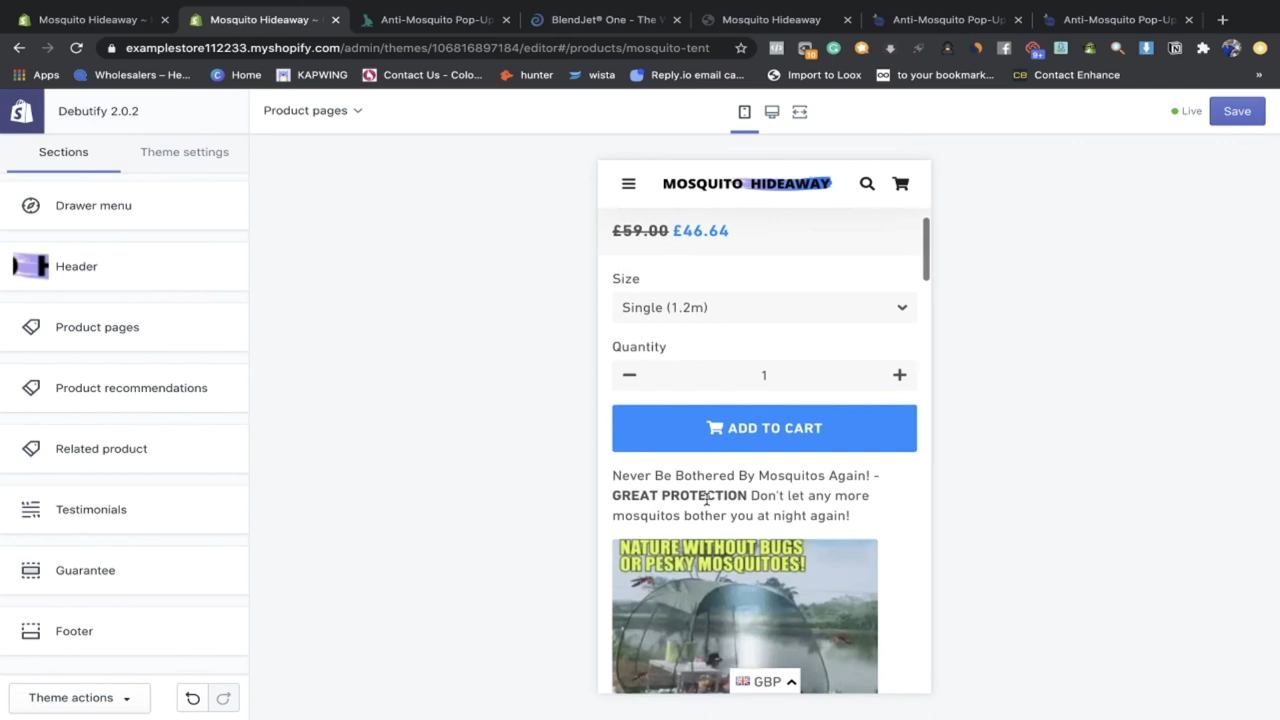 Mosquito Hideaway ~
Mosquito Hideaway ~
Anti-Mosquito Pop-Up
BlendJet® One - The V
Mosquito Hideaway
Anti-Mosquito Pop-Up
Anti-Mosquito Pop-Up
examplestore112233.myshopify.com/admin/themes/106816897184/editor#/products/mosquito-tent
10
9+
Apps
Wholesalers – He...
Home
KAPWING
Contact Us - Colo...
hunter
wista
Reply.io email ca...
Import to Loox
to your bookmark...
CB
Contact Enhance
»
Debutify 2.0.2
Product pages
Live
Save
Sections
Theme settings
Drawer menu
Header
Product pages
Product recommendations
Related product
Testimonials
Guarantee
Footer
Theme actions
MOSQUITO HIDEAWAY
£59.00 £46.64
Size
Single (1.2m)
Quantity
1
ADD TO CART
Never Be Bothered By Mosquitos Again! -
GREAT PROTECTION Don't let any more
mosquitos bother you at night again!
NATURE WITHOUT BUGS
OR PESKY MOSQUITOES!
GBP